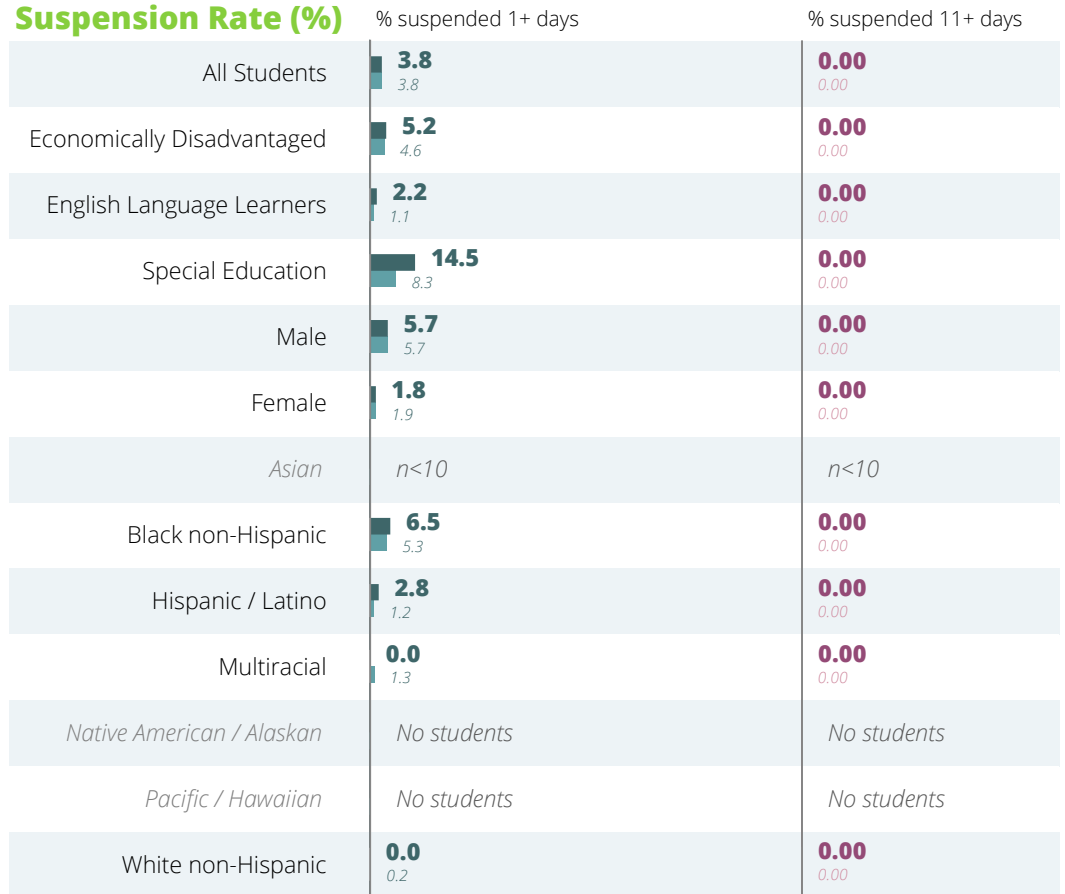 Suspension Rate (%) % suspended 1+ days % suspended 11+ days
All Students 3.8 0.00
3.8 0.00
Economically Disadvantaged 5.2 0.00
4.6 0.00
English Language Learners 2.2 0.00
1.1 0.00
Special Education 14.5 0.00
8.3 0.00
Male 5.7 0.00
5.7 0.00
Female 1.8 0.00
1.9 0.00
Asian n<10 n<10
Black non-Hispanic 6.5 0.00
5.3 0.00
Hispanic / Latino 2.8 0.00
1.2 0.00
Multiracial 0.0 0.00
1.3 0.00
Native American / Alaskan No students No students
Pacific / Hawaiian No students No students
White non-Hispanic 0.0 0.00
0.2 0.00